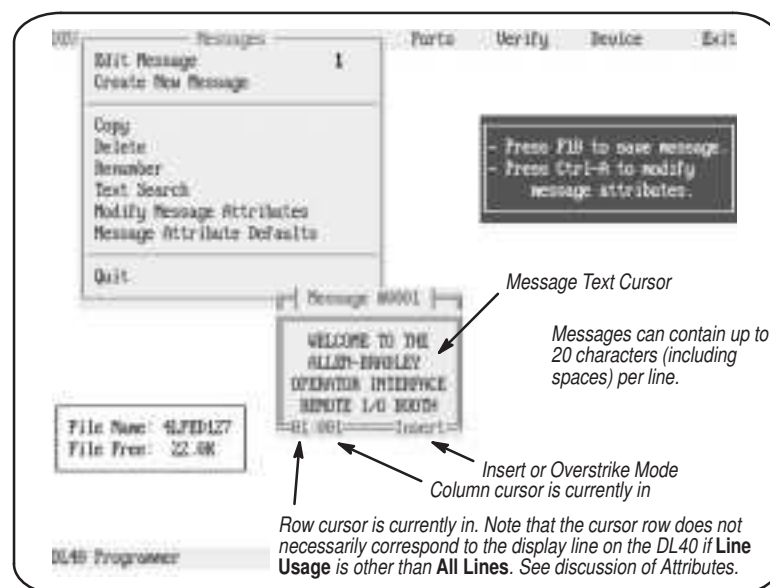 Messages Ports Verify Device Exit
Edit Message 1
Create New Message
Copy
Delete
Renumber
Text Search
Modify Message Attributes
Message Attribute Defaults
Quit
- Press F10 to save message.
- Press Ctrl-A to modify
message attributes.
Message Text Cursor
Message #0001
WELCOME TO THE
ALLEN-BRADLEY
OPERATOR INTERFACE
REMOTE I/O BOOTH
01 001 Insert
Messages can contain up to
20 characters (including
spaces) per line.
File Name:
File Free: 22.0K
Insert or Overstrike Mode
Column cursor is currently in
Row cursor is currently in. Note that the cursor row does not
necessarily correspond to the display line on the DL40 if Line
Usage is other than All Lines. See discussion of Attributes.
DL40 Programmer